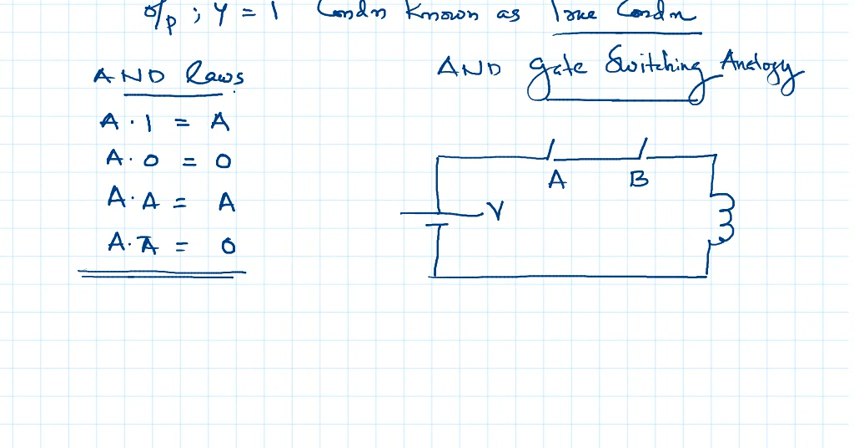 o/p ; Y = 1 Condn Known as True Condn
AND Laws
A · 1 = A
A · 0 = 0
A · A = A
A · A̅ = 0
AND gate Switching Analogy
A B
V